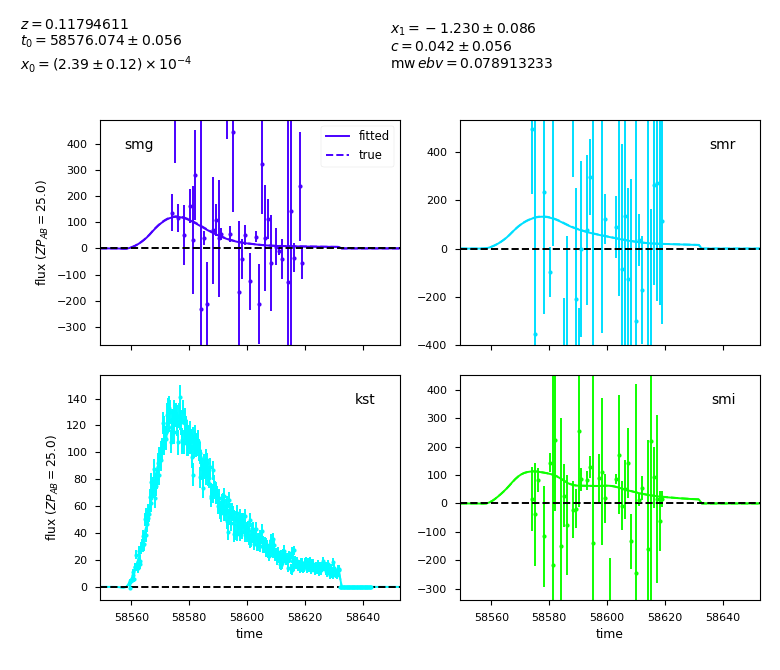 z = 0.11794611
t0 = 58576.074 ± 0.056
x0 = (2.39 ± 0.12) × 10−4
x1 = −1.230 ± 0.086
c = 0.042 ± 0.056
mwebv = 0.078913233
flux (ZPAB = 25.0)
400
300
200
100
0
−100
−200
−300
smg
fitted
true
400
200
0
−200
−400
smr
flux (ZPAB = 25.0)
140
120
100
80
60
40
20
0
kst
58560 58580 58600 58620 58640
time
400
300
200
100
0
−100
−200
−300
smi
58560 58580 58600 58620 58640
time